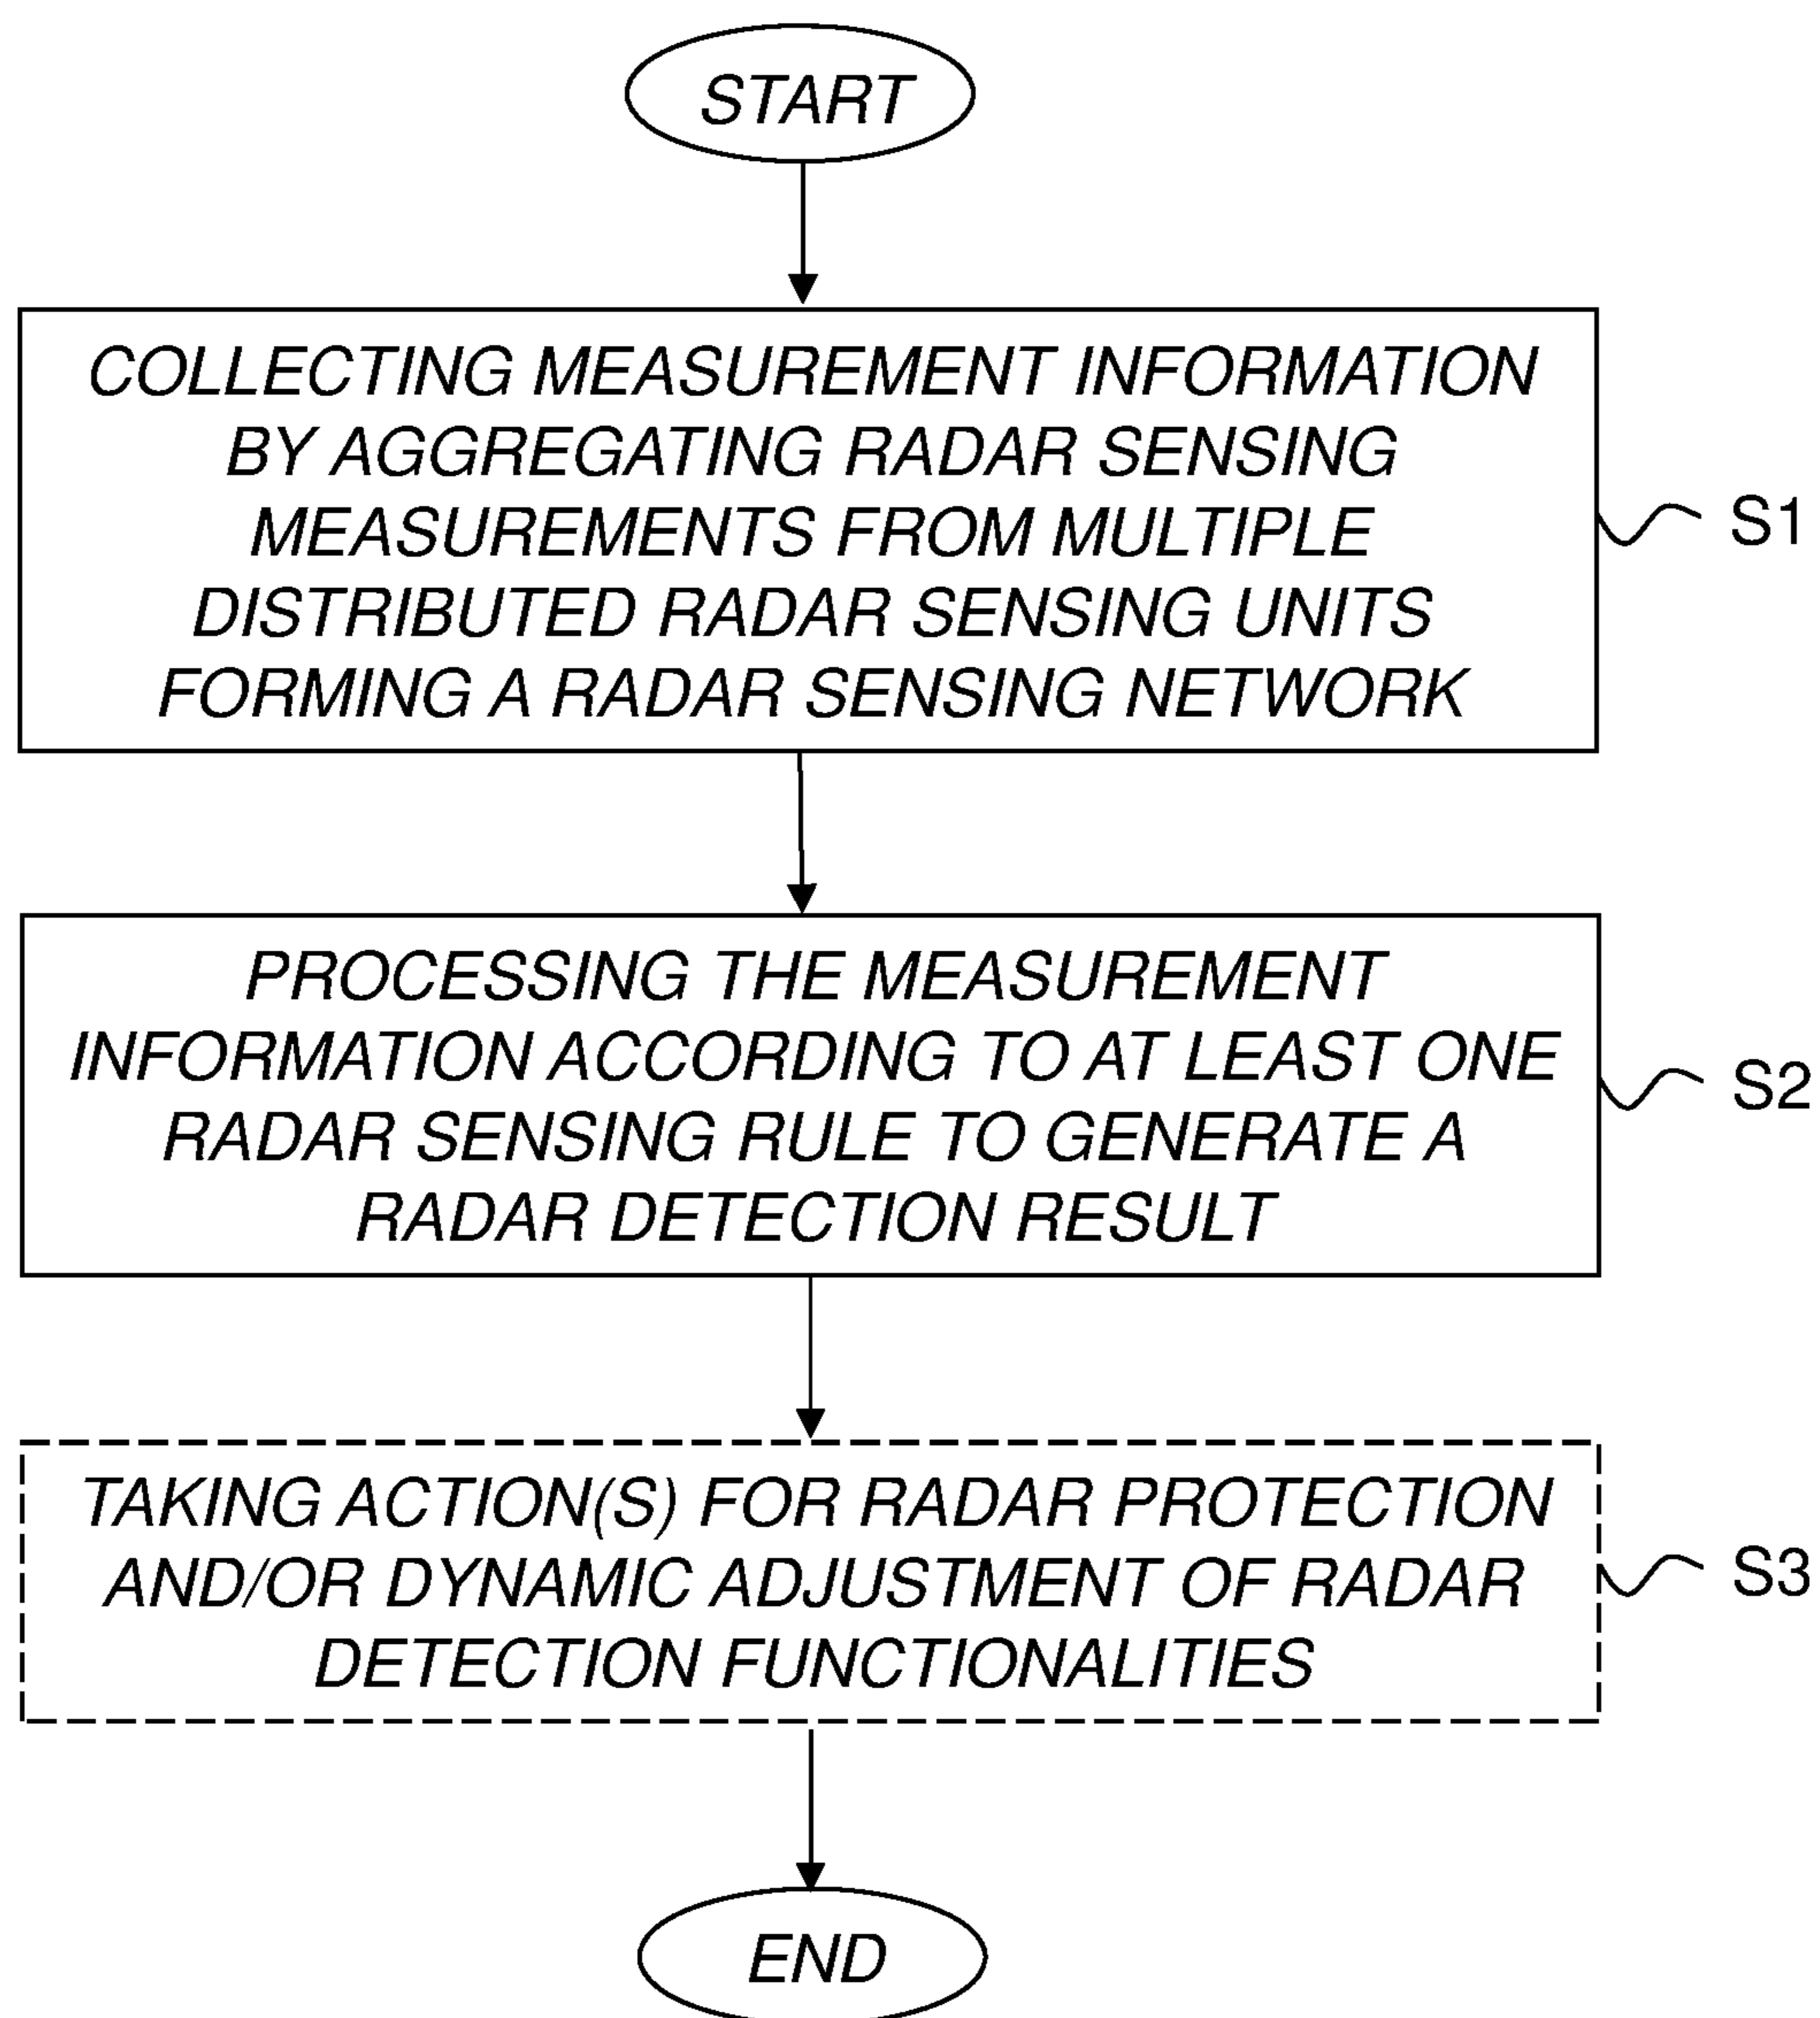 START
COLLECTING MEASUREMENT INFORMATION
BY AGGREGATING RADAR SENSING
MEASUREMENTS FROM MULTIPLE
DISTRIBUTED RADAR SENSING UNITS
FORMING A RADAR SENSING NETWORK
S1
PROCESSING THE MEASUREMENT
INFORMATION ACCORDING TO AT LEAST ONE
RADAR SENSING RULE TO GENERATE A
RADAR DETECTION RESULT
S2
TAKING ACTION(S) FOR RADAR PROTECTION
AND/OR DYNAMIC ADJUSTMENT OF RADAR
DETECTION FUNCTIONALITIES
S3
END